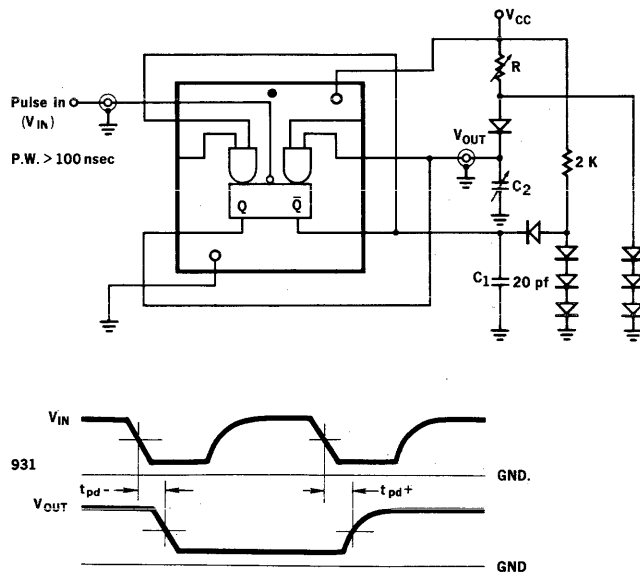 V_CC
R
Pulse in
(V_IN)
V_OUT
P.W. > 100 nsec
C_2
2 K
Q
Q̄
C_1
20 pf
V_IN
931
GND.
t_pd-
t_pd+
V_OUT
GND